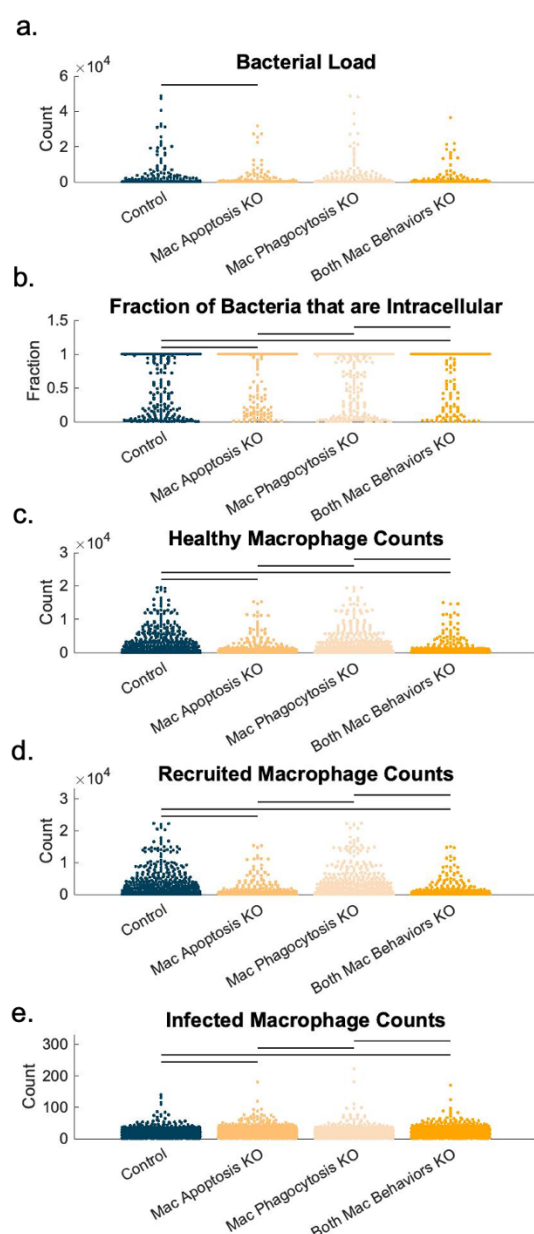 a.
Bacterial Load
×10⁴
6
4
2
0
Count
Control
Mac Apoptosis KO
Mac Phagocytosis KO
Both Mac Behaviors KO
b.
Fraction of Bacteria that are Intracellular
1.5
1
0.5
0
Fraction
Control
Mac Apoptosis KO
Mac Phagocytosis KO
Both Mac Behaviors KO
c.
Healthy Macrophage Counts
×10⁴
3
2
1
0
Count
Control
Mac Apoptosis KO
Mac Phagocytosis KO
Both Mac Behaviors KO
d.
Recruited Macrophage Counts
×10⁴
3
2
1
0
Count
Control
Mac Apoptosis KO
Mac Phagocytosis KO
Both Mac Behaviors KO
e.
Infected Macrophage Counts
300
200
100
0
Count
Control
Mac Apoptosis KO
Mac Phagocytosis KO
Both Mac Behaviors KO